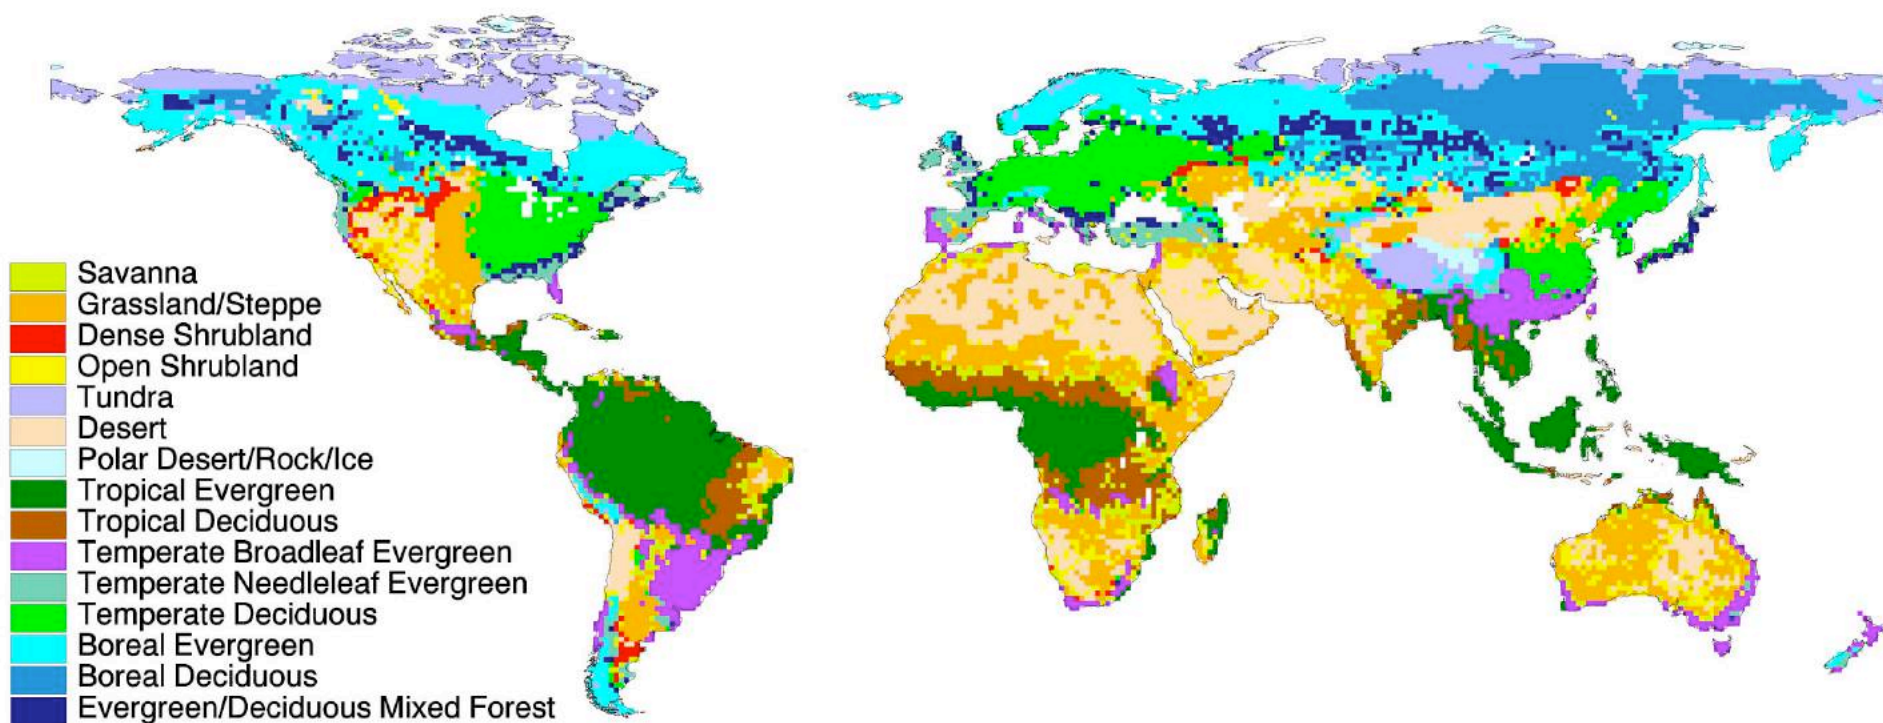 Savanna
Grassland/Steppe
Dense Shrubland
Open Shrubland
Tundra
Desert
Polar Desert/Rock/Ice
Tropical Evergreen
Tropical Deciduous
Temperate Broadleaf Evergreen
Temperate Needleleaf Evergreen
Temperate Deciduous
Boreal Evergreen
Boreal Deciduous
Evergreen/Deciduous Mixed Forest